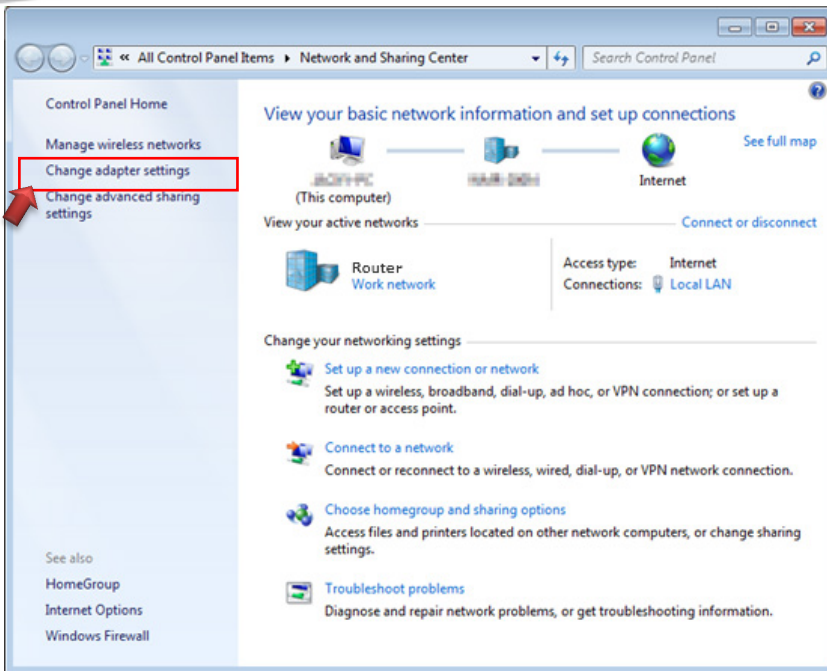 « All Control Panel Items ▸ Network and Sharing Center
Search Control Panel
Control Panel Home
Manage wireless networks
Change adapter settings
Change advanced sharing
settings
See also
HomeGroup
Internet Options
Windows Firewall
View your basic network information and set up connections
See full map
(This computer)
Internet
View your active networks
Connect or disconnect
Router
Work network
Access type: Internet
Connections: Local LAN
Change your networking settings
Set up a new connection or network
Set up a wireless, broadband, dial-up, ad hoc, or VPN connection; or set up a
router or access point.
Connect to a network
Connect or reconnect to a wireless, wired, dial-up, or VPN network connection.
Choose homegroup and sharing options
Access files and printers located on other network computers, or change sharing
settings.
Troubleshoot problems
Diagnose and repair network problems, or get troubleshooting information.